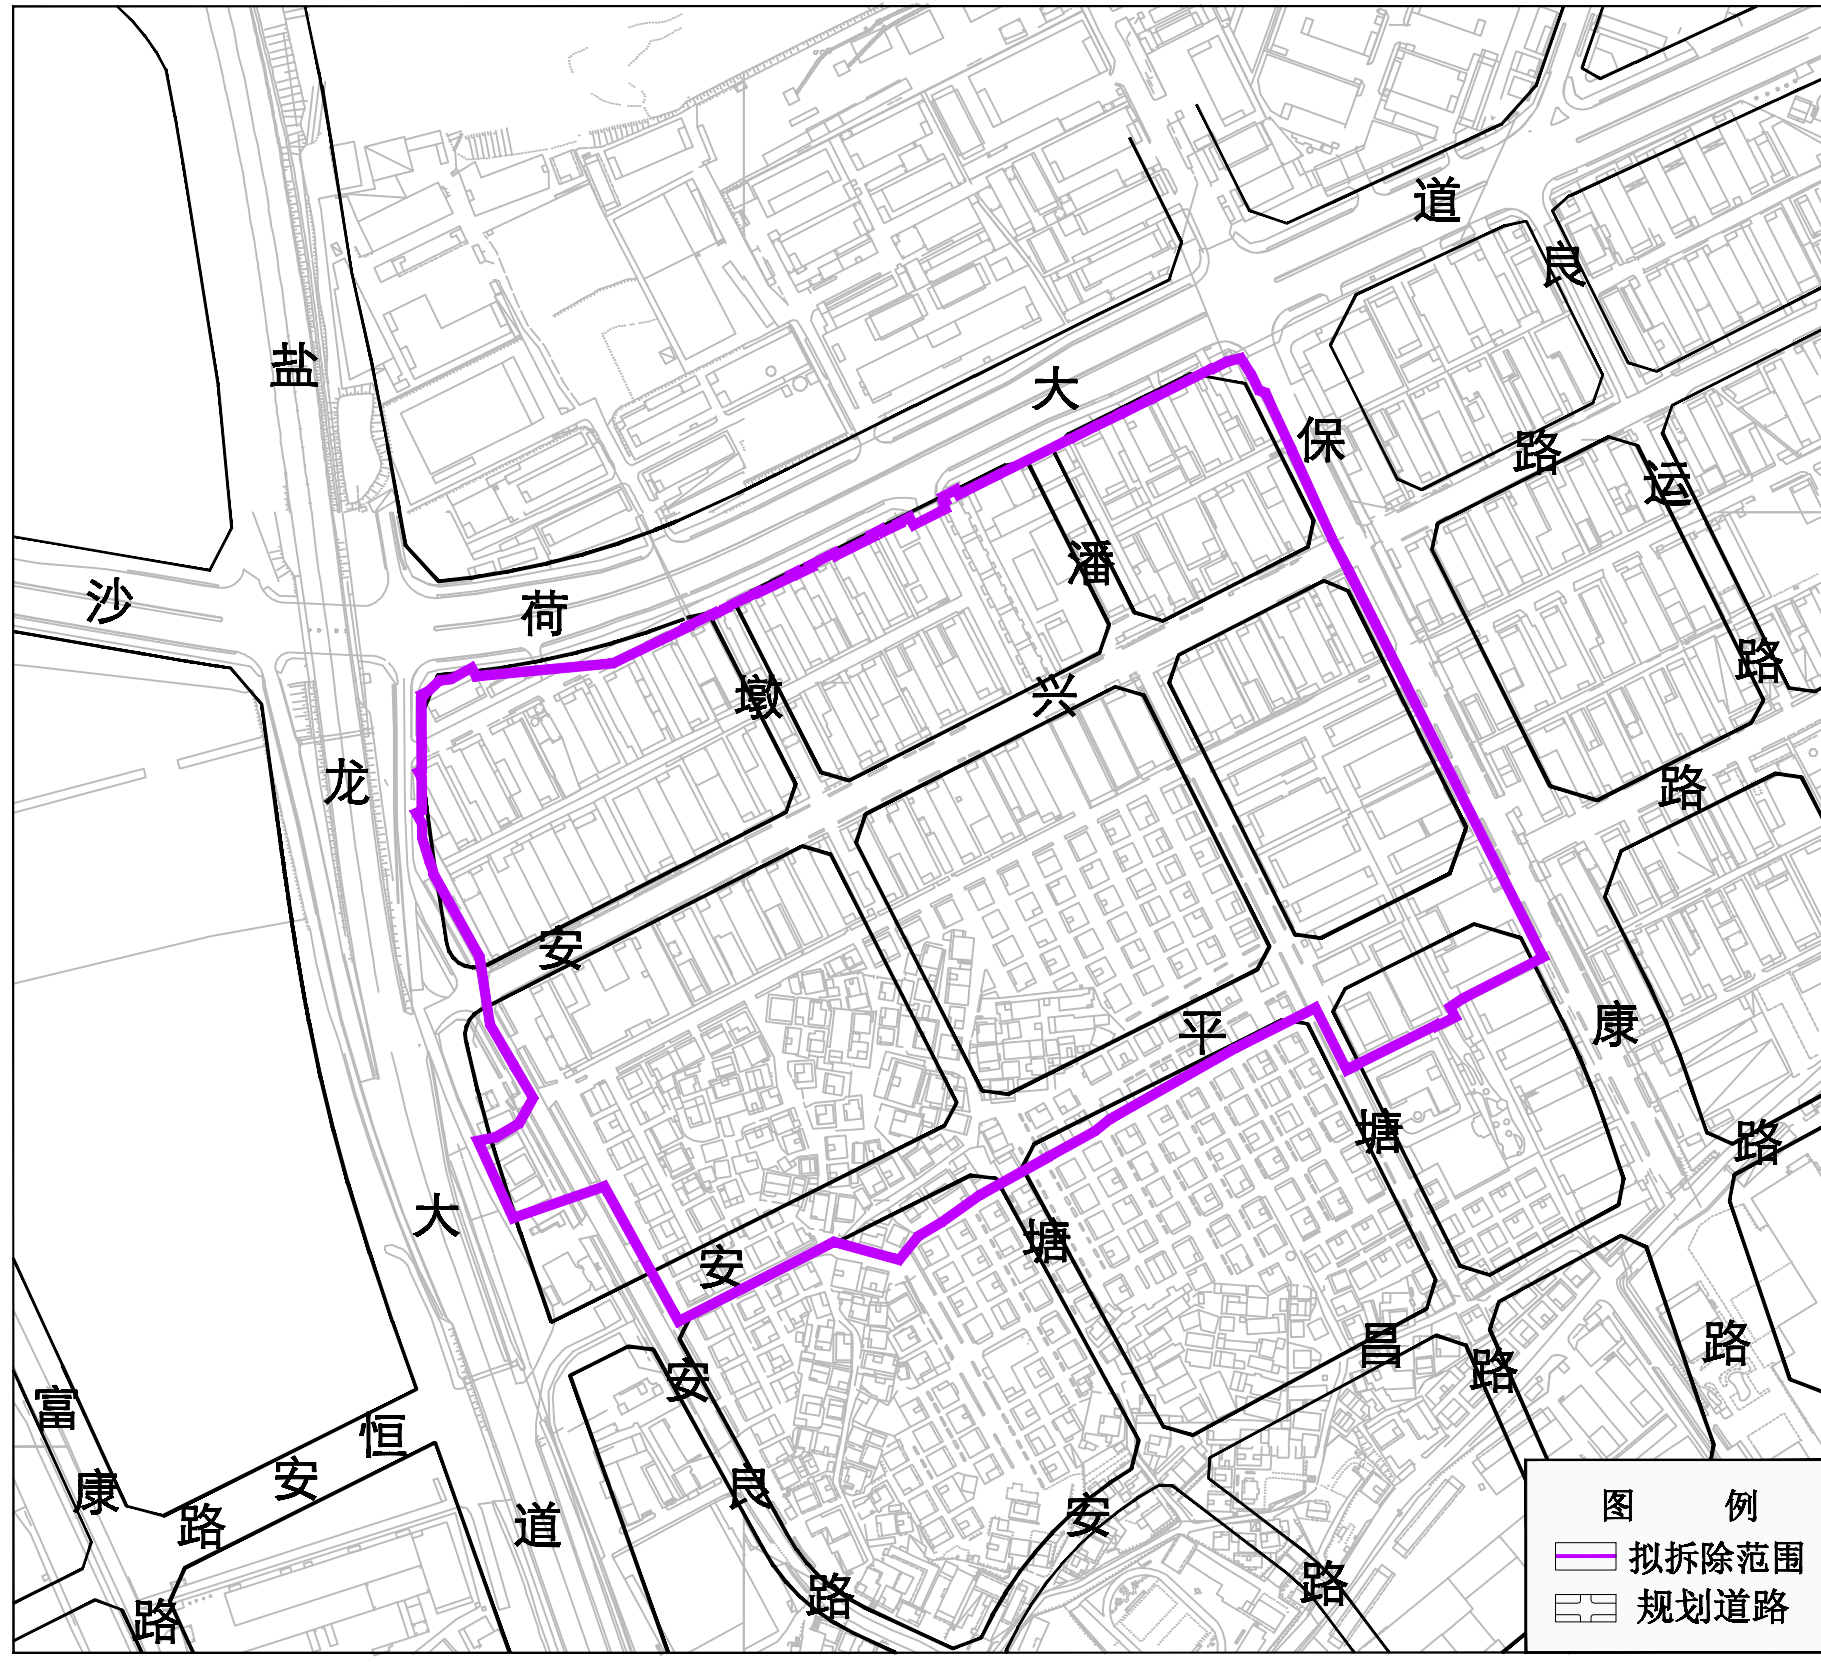 道
良
盐
大
保
路
运
潘
沙
荷
路
墩
兴
龙
路
安
康
平
塘
路
大
塘
安
路
昌
路
安
富
恒
良
安
康
路
道
安
路
路
路
图 例
拟拆除范围
规划道路